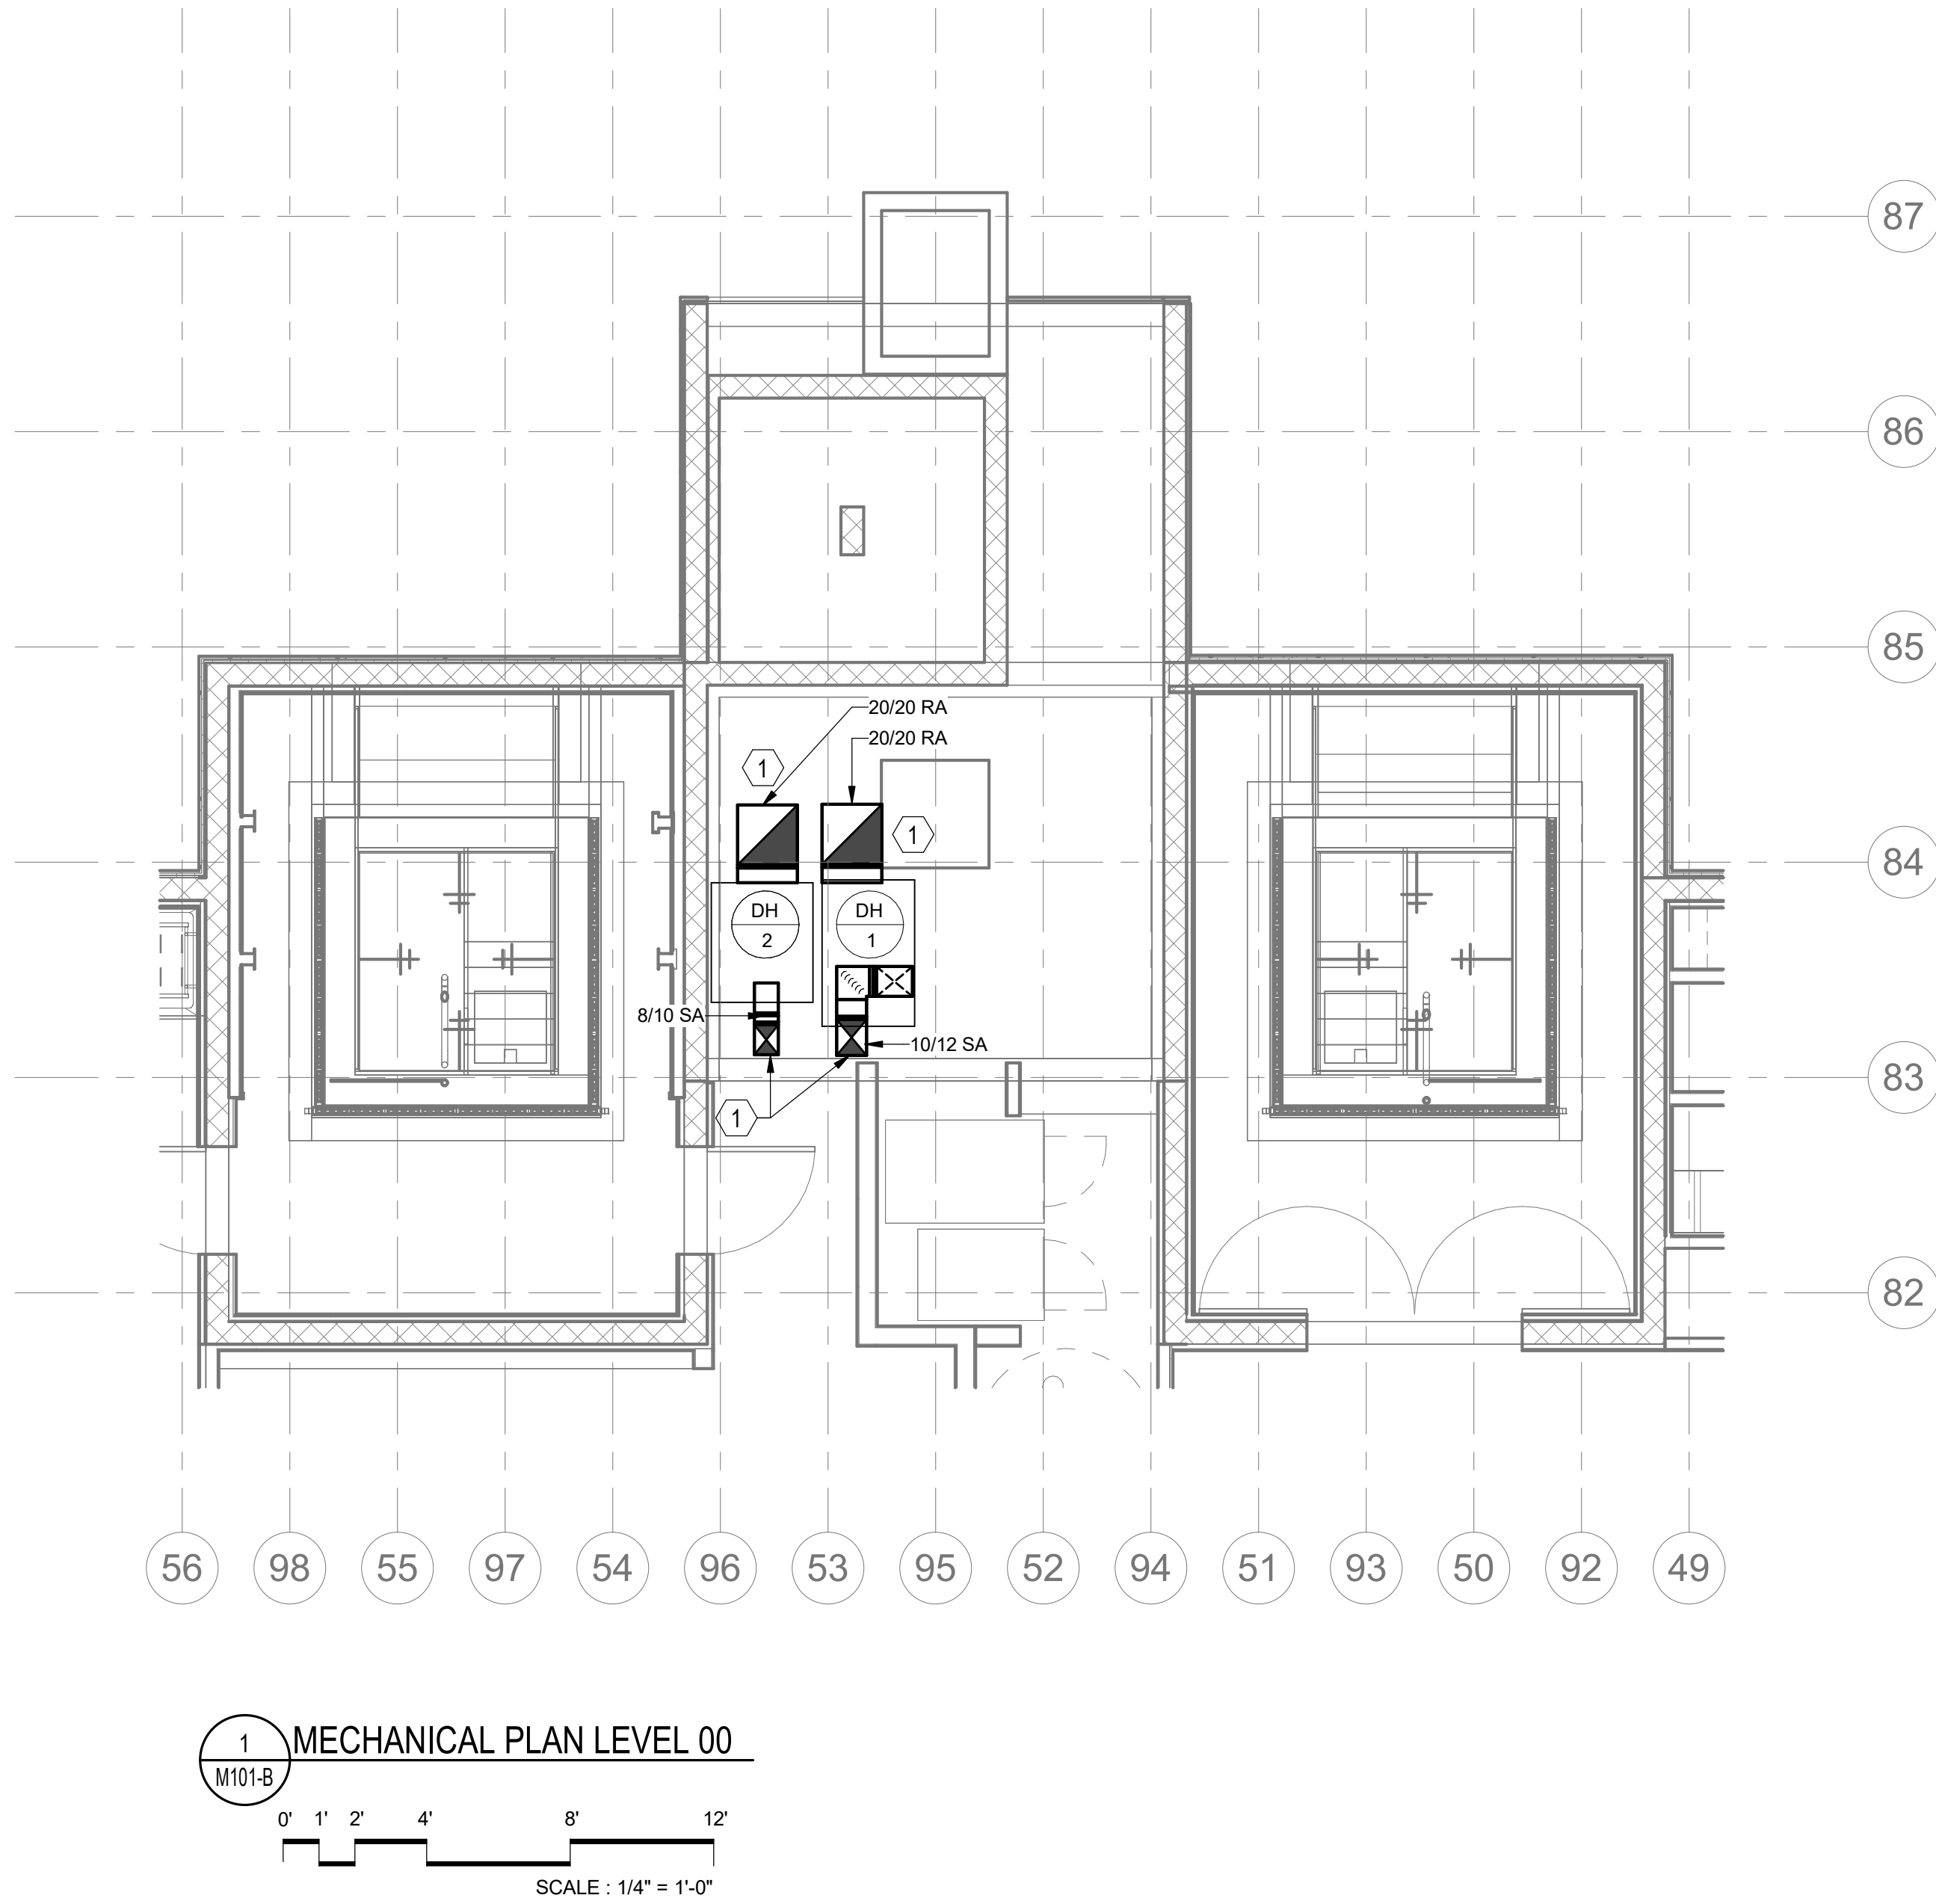 87
86
85
20/20 RA
20/20 RA
1
1
84
DH
2
DH
1
8/10 SA
10/12 SA
83
1
82
56
98
55
97
54
96
53
95
52
94
51
93
50
92
49
1
M101-B
MECHANICAL PLAN LEVEL 00
0' 1' 2' 4' 8' 12'
SCALE : 1/4" = 1'-0"